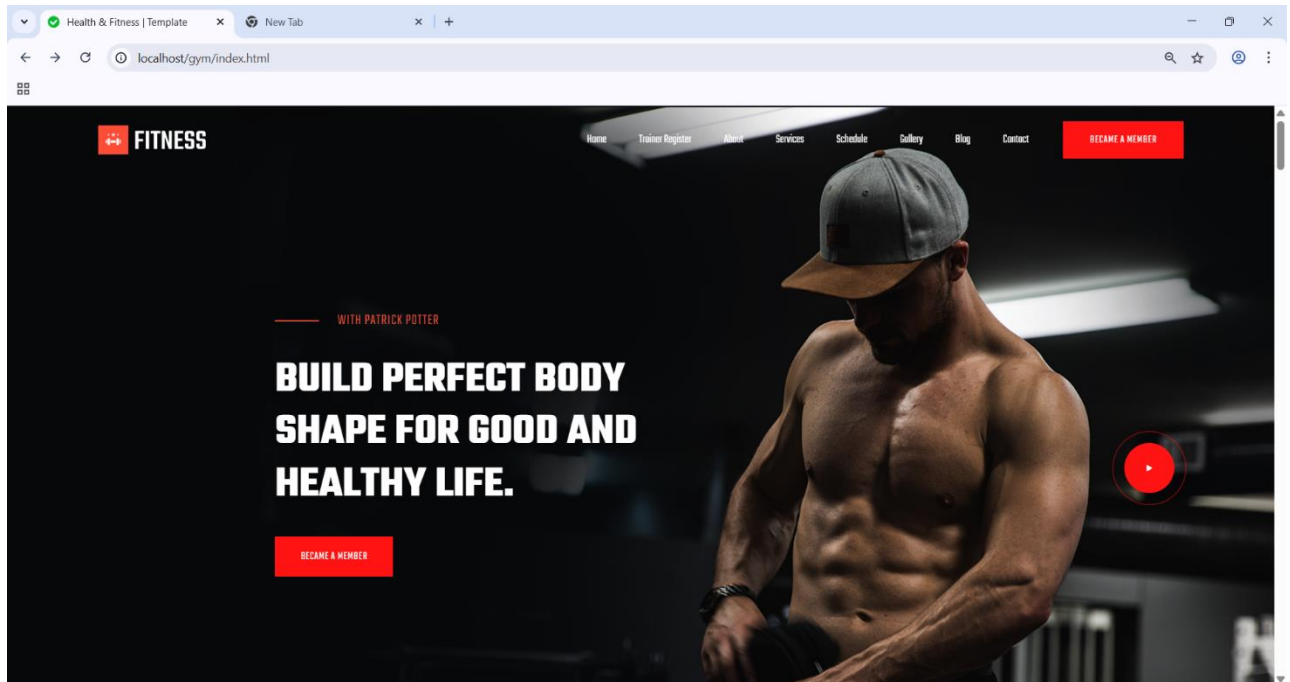 Health & Fitness | Template
New Tab
localhost/gym/index.html
FITNESS
Home Trainer Register About Services Schedule Gallery Blog Contact BECAME A MEMBER
WITH PATRICK POTTER
BUILD PERFECT BODY
SHAPE FOR GOOD AND
HEALTHY LIFE.
BECAME A MEMBER